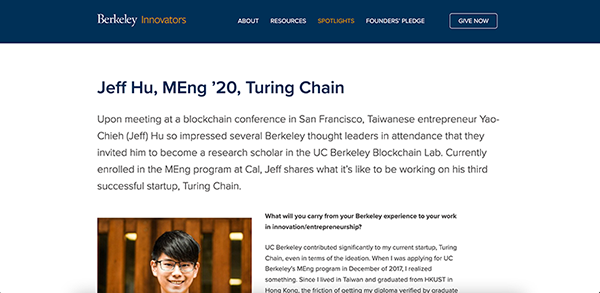 Berkeley Innovators
ABOUT RESOURCES SPOTLIGHTS FOUNDERS' PLEDGE GIVE NOW
Jeff Hu, MEng ’20, Turing Chain
Upon meeting at a blockchain conference in San Francisco, Taiwanese entrepreneur Yao-
Chieh (Jeff) Hu so impressed several Berkeley thought leaders in attendance that they
invited him to become a research scholar in the UC Berkeley Blockchain Lab. Currently
enrolled in the MEng program at Cal, Jeff shares what it’s like to be working on his third
successful startup, Turing Chain.
What will you carry from your Berkeley experience to your work
in innovation/entrepreneurship?
UC Berkeley contributed significantly to my current startup, Turing
Chain, even in terms of the ideation. When I was applying for UC
Berkeley's MEng program in December of 2017, I realized
something. Since I lived in Taiwan and graduated from HKUST in
Hong Kong, the friction of getting my diploma verified by graduate